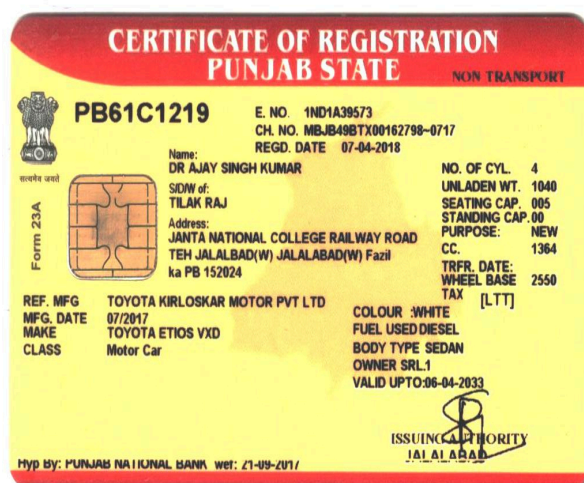 CERTIFICATE OF REGISTRATION
PUNJAB STATE
NON TRANSPORT
PB61C1219
E. NO. 1ND1A39573
CH. NO. MBJB49BTX00162798~0717
REGD. DATE 07-04-2018
सत्यमेव जयते
Form 23A
Name:
DR AJAY SINGH KUMAR
S/D/W of:
TILAK RAJ
Address:
JANTA NATIONAL COLLEGE RAILWAY ROAD
TEH JALALBAD(W) JALALABAD(W) Fazil
ka PB 152024
NO. OF CYL. 4
UNLADEN WT. 1040
SEATING CAP. 005
STANDING CAP.00
PURPOSE: NEW
CC. 1364
TRFR. DATE:
WHEEL BASE 2550
TAX [LTT]
REF. MFG TOYOTA KIRLOSKAR MOTOR PVT LTD
MFG. DATE 07/2017
MAKE TOYOTA ETIOS VXD
CLASS Motor Car
COLOUR :WHITE
FUEL USED DIESEL
BODY TYPE SEDAN
OWNER SRL.1
VALID UPTO:06-04-2033
ISSUING AUTHORITY
JALALABAD
Hyp By: PUNJAB NATIONAL BANK wef: 21-09-2017